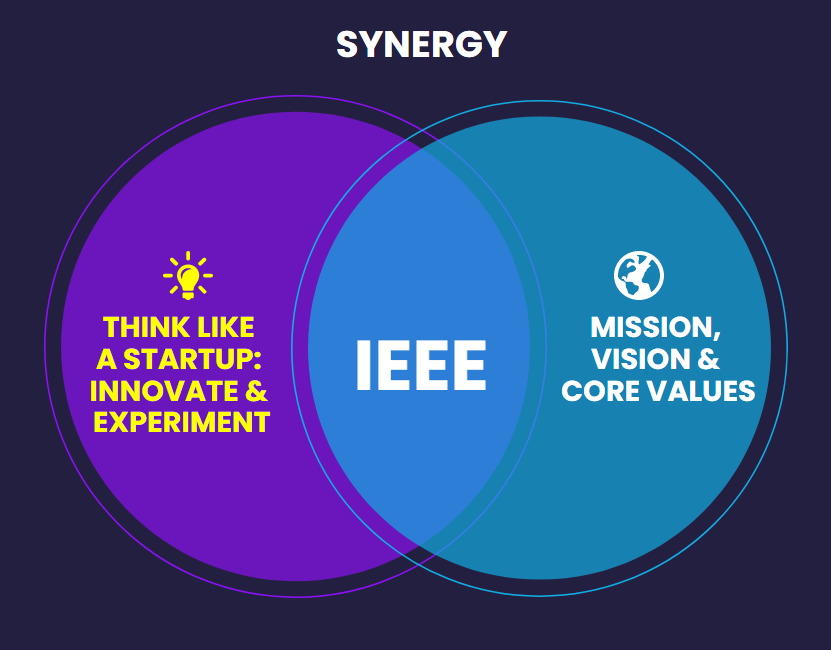 SYNERGY
THINK LIKE
A STARTUP:
INNOVATE &
EXPERIMENT
IEEE
MISSION,
VISION &
CORE VALUES